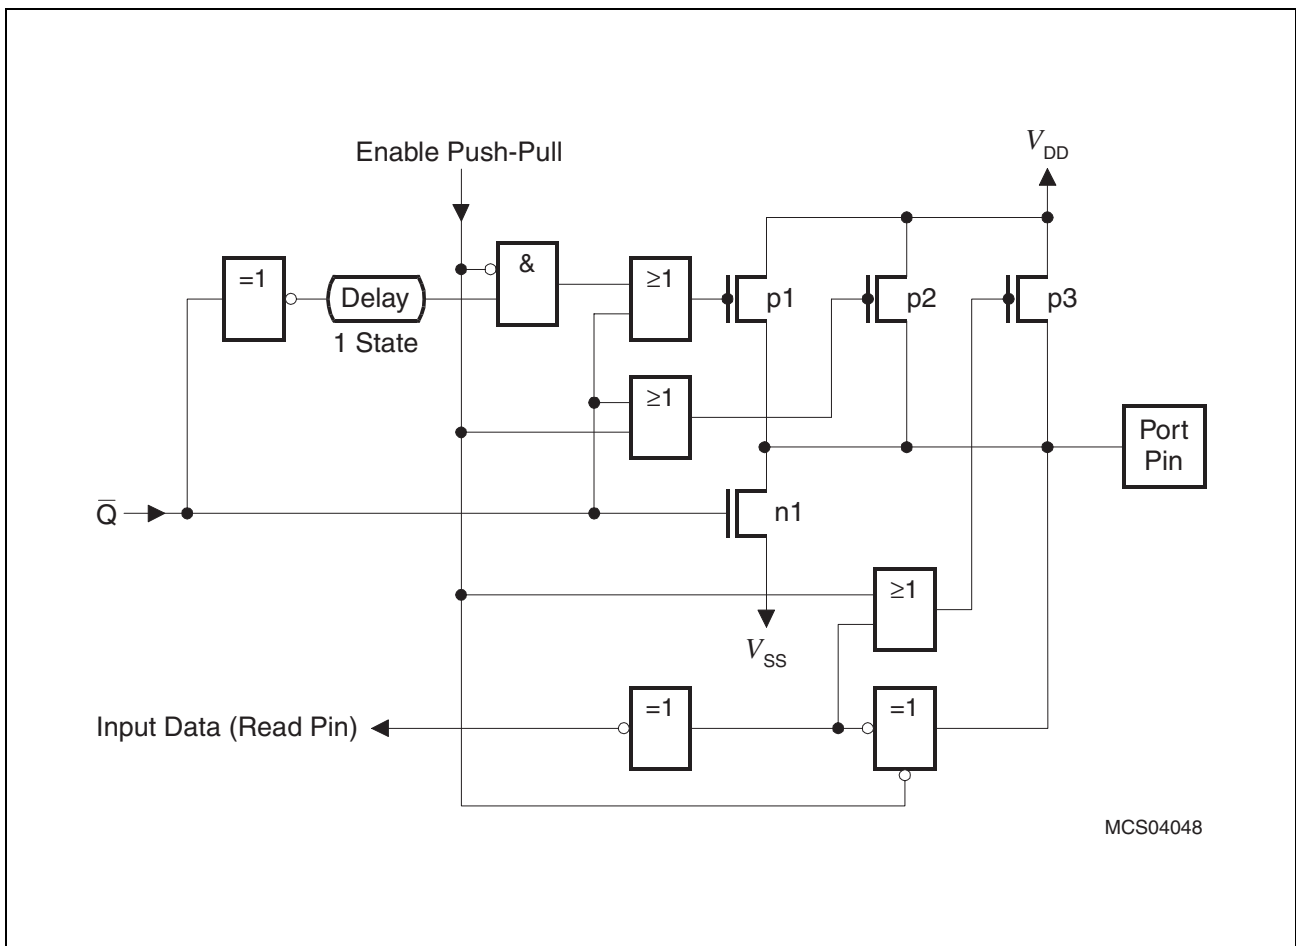 Enable Push-Pull
V_DD
=1
Delay
1 State
&
≥1
p1
p2
p3
≥1
Port
Pin
Q̅
n1
≥1
V_SS
Input Data (Read Pin)
=1
=1
MCS04048